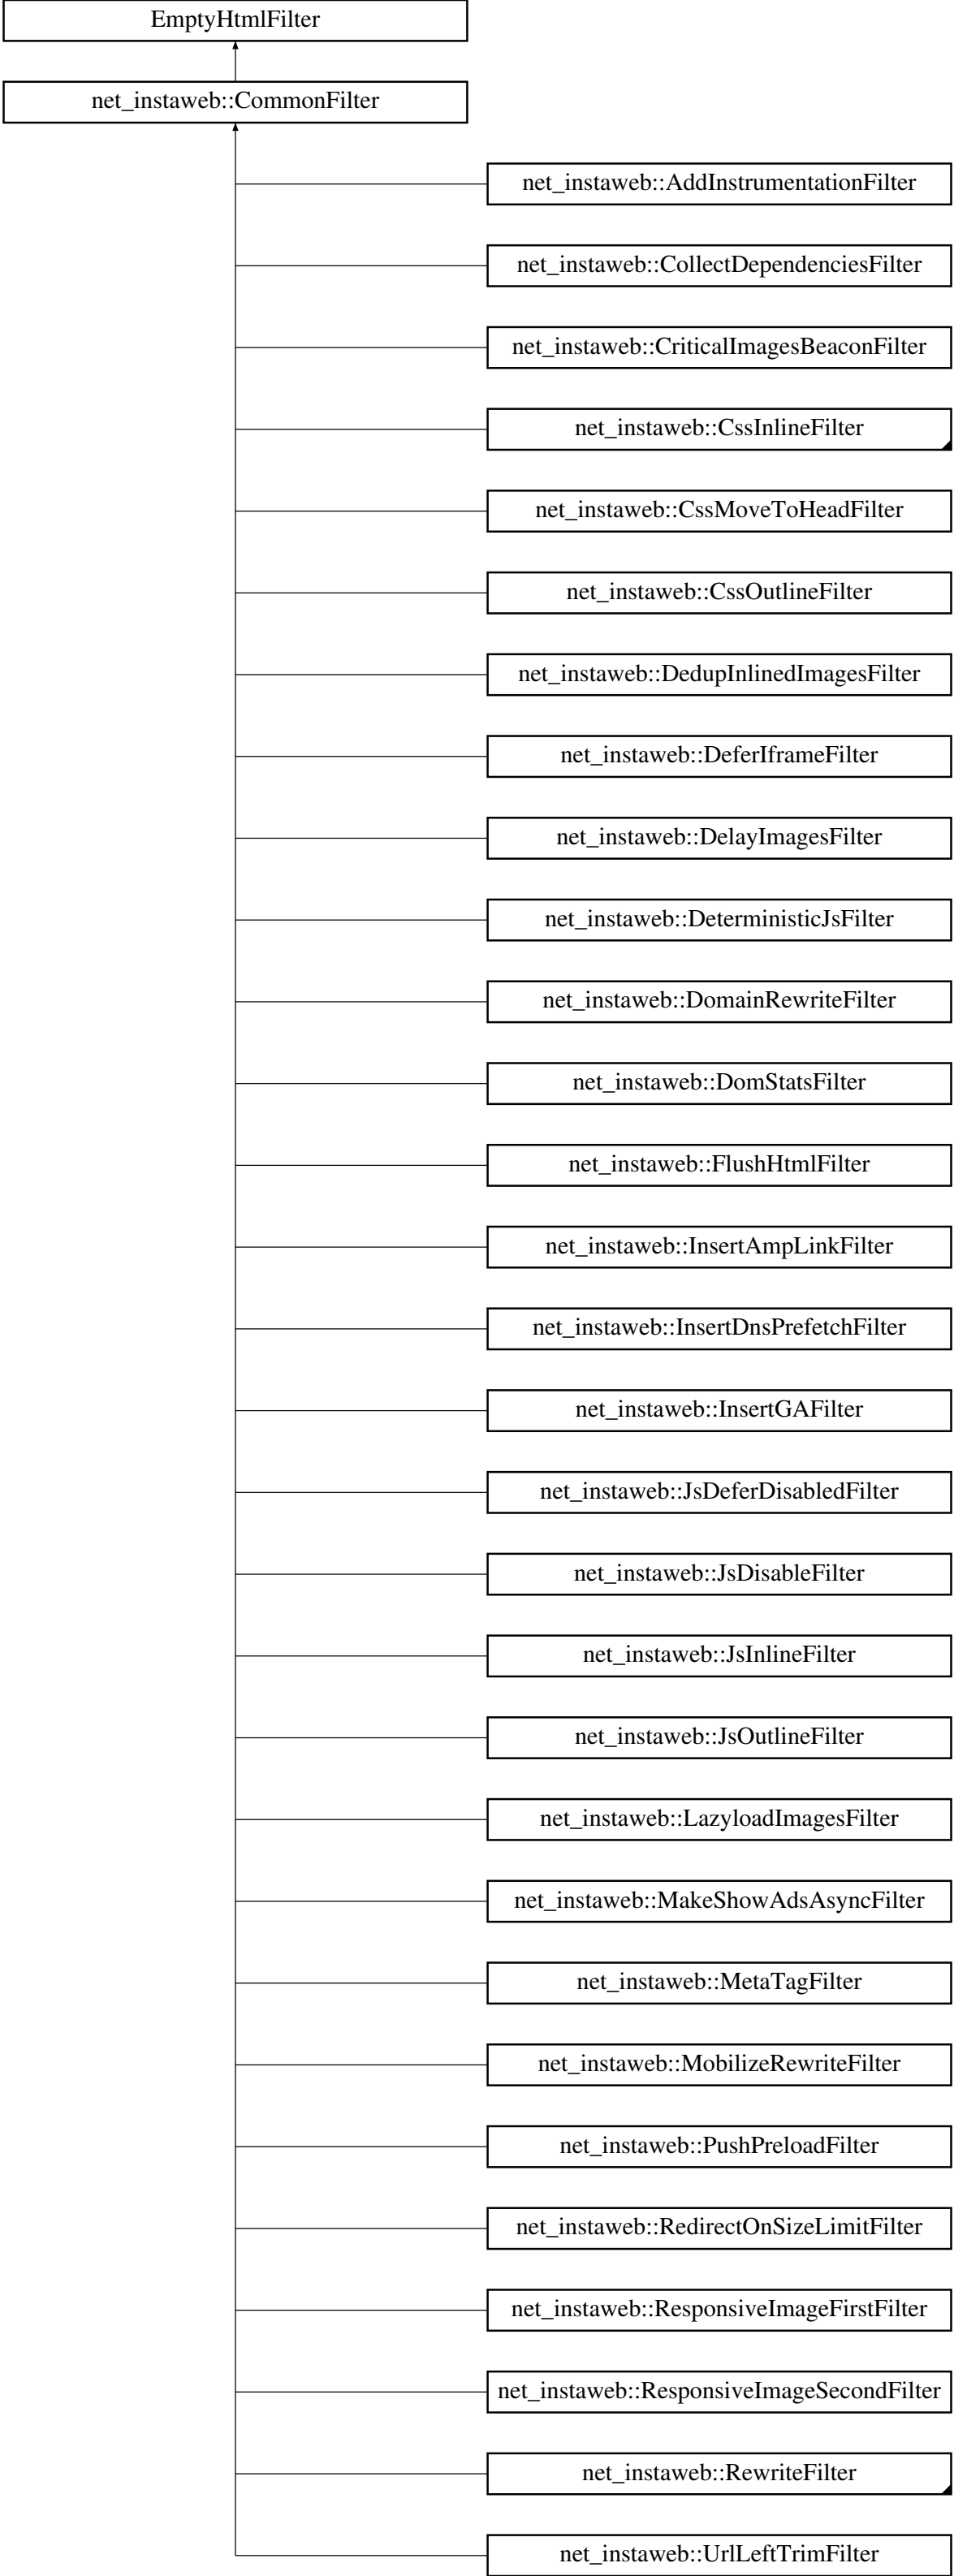 EmptyHtmlFilter
net_instaweb::CommonFilter
net_instaweb::AddInstrumentationFilter
net_instaweb::CollectDependenciesFilter
net_instaweb::CriticalImagesBeaconFilter
net_instaweb::CssInlineFilter
net_instaweb::CssMoveToHeadFilter
net_instaweb::CssOutlineFilter
net_instaweb::DedupInlinedImagesFilter
net_instaweb::DeferIframeFilter
net_instaweb::DelayImagesFilter
net_instaweb::DeterministicJsFilter
net_instaweb::DomainRewriteFilter
net_instaweb::DomStatsFilter
net_instaweb::FlushHtmlFilter
net_instaweb::InsertAmpLinkFilter
net_instaweb::InsertDnsPrefetchFilter
net_instaweb::InsertGAFilter
net_instaweb::JsDeferDisabledFilter
net_instaweb::JsDisableFilter
net_instaweb::JsInlineFilter
net_instaweb::JsOutlineFilter
net_instaweb::LazyloadImagesFilter
net_instaweb::MakeShowAdsAsyncFilter
net_instaweb::MetaTagFilter
net_instaweb::MobilizeRewriteFilter
net_instaweb::PushPreloadFilter
net_instaweb::RedirectOnSizeLimitFilter
net_instaweb::ResponsiveImageFirstFilter
net_instaweb::ResponsiveImageSecondFilter
net_instaweb::RewriteFilter
net_instaweb::UrlLeftTrimFilter